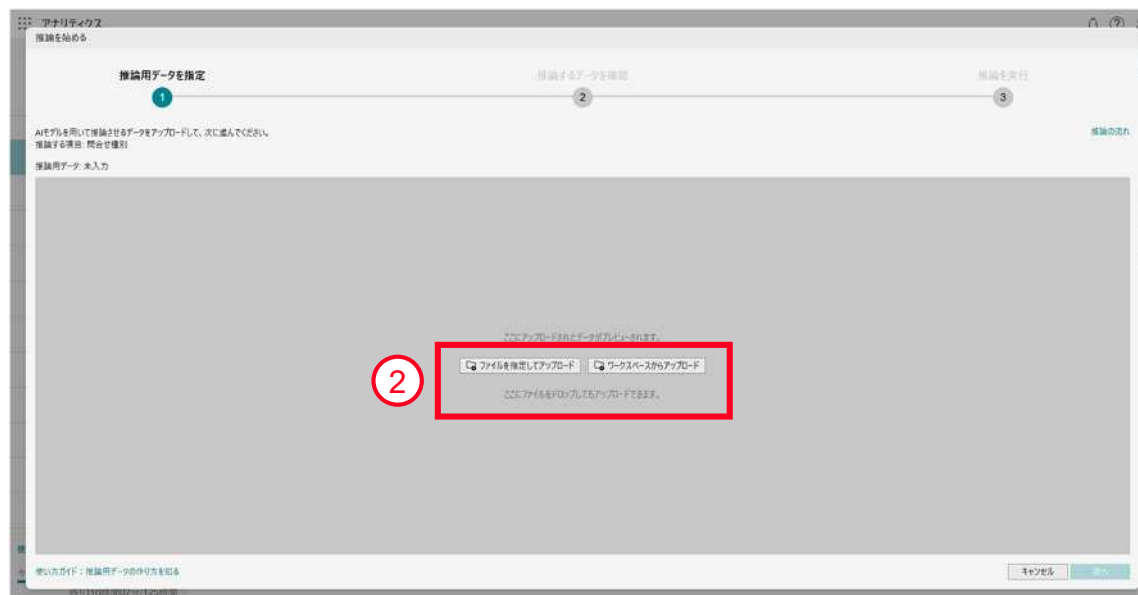 アナリティクス
推論を始める
推論用データを指定
推論するデータを確認
推論を実行
1
2
3
AIモデルを用いて推論させるデータをアップロードして、次に進んでください。
推論の流れ
推論する項目: 問合せ種別
推論用データ: 未入力
ここにアップロードされたデータがプレビューされます。
ファイルを指定してアップロード
ワークスペースからアップロード
2
ここにファイルをドロップしてもアップロードできます。
使い方ガイド：推論用データの作り方を知る
キャンセル
次へ